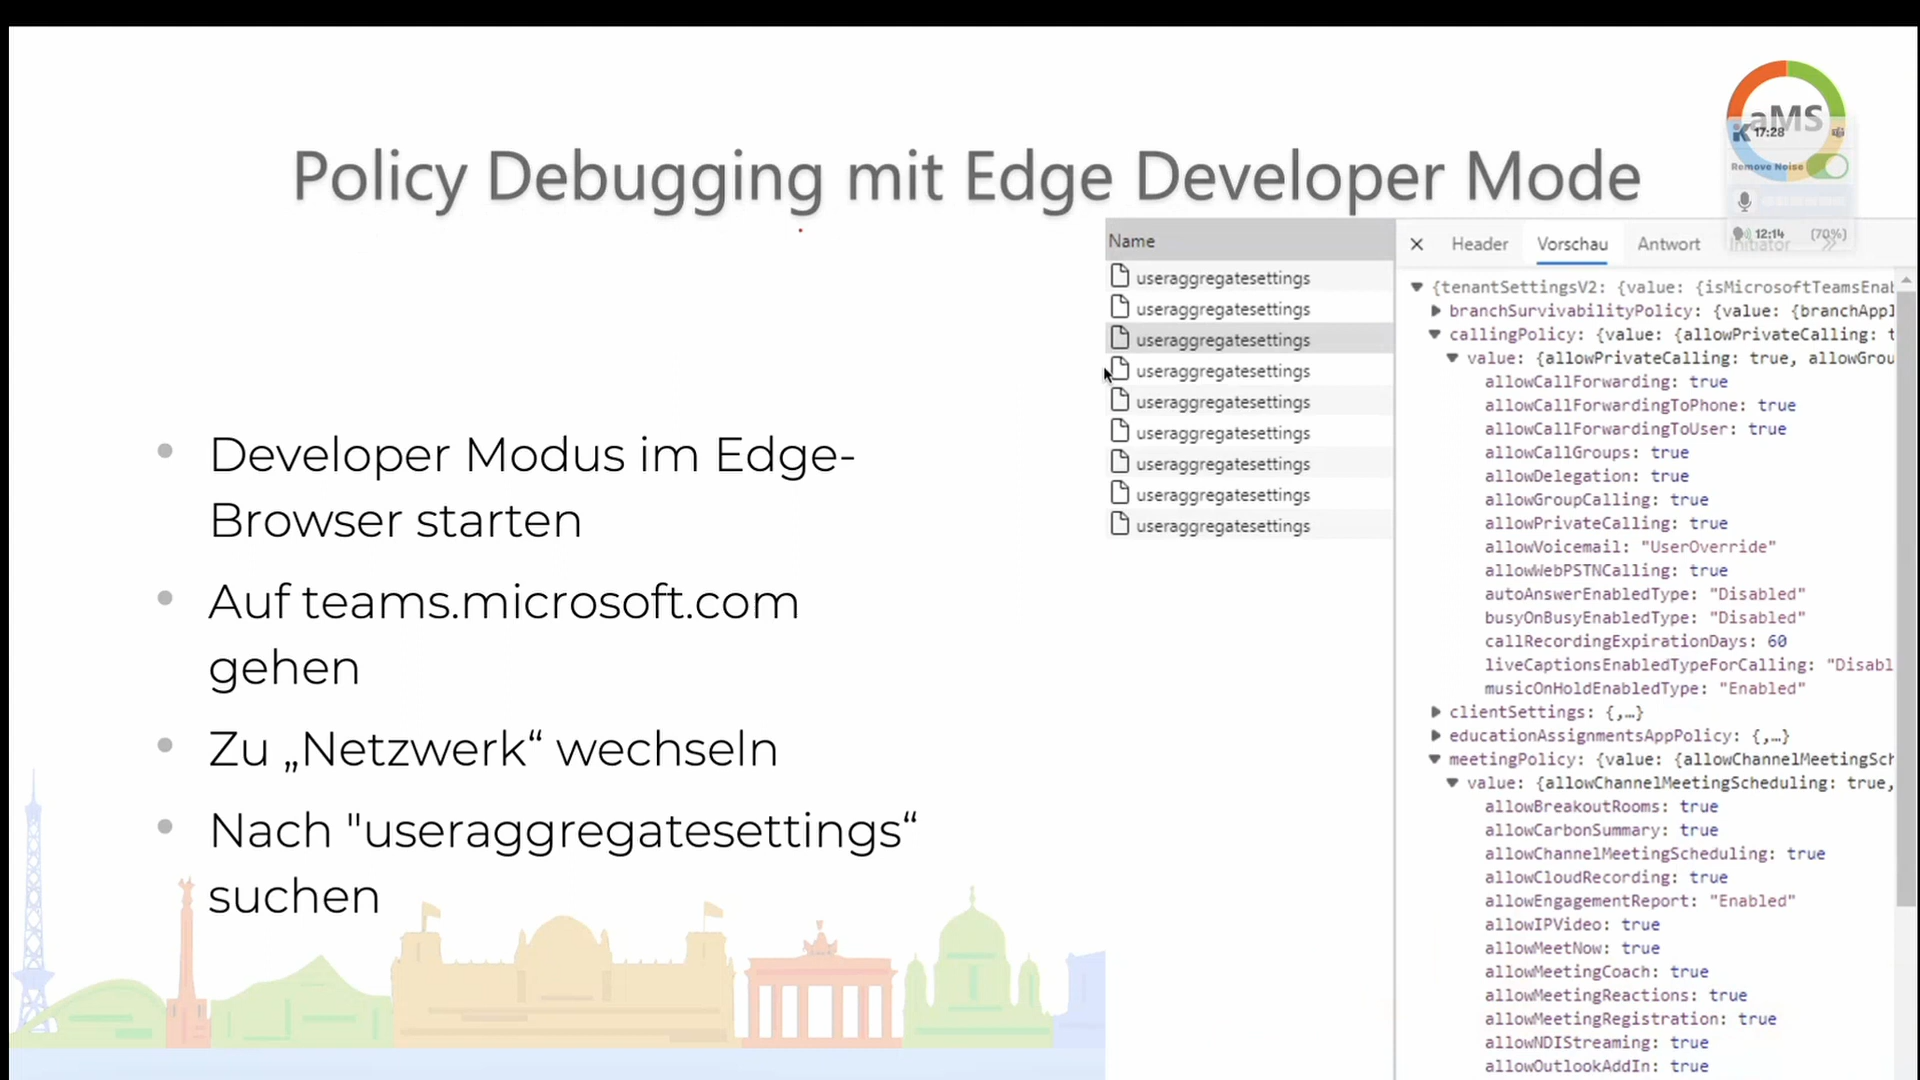 aMS
17:28
Remove Noise
12:14 (70%)
Policy Debugging mit Edge Developer Mode
Developer Modus im Edge-
Browser starten
Auf teams.microsoft.com
gehen
Zu „Netzwerk“ wechseln
Nach "useraggregatesettings“
suchen
Name
useraggregatesettings
useraggregatesettings
useraggregatesettings
useraggregatesettings
useraggregatesettings
useraggregatesettings
useraggregatesettings
useraggregatesettings
useraggregatesettings
Header Vorschau Antwort Initiator
{tenantSettingsV2: {value: {isMicrosoftTeamsEnab
branchSurvivabilityPolicy: {value: {branchAppl
callingPolicy: {value: {allowPrivateCalling: t
value: {allowPrivateCalling: true, allowGrou
allowCallForwarding: true
allowCallForwardingToPhone: true
allowCallForwardingToUser: true
allowCallGroups: true
allowDelegation: true
allowGroupCalling: true
allowPrivateCalling: true
allowVoicemail: "UserOverride"
allowWebPSTNCalling: true
autoAnswerEnabledType: "Disabled"
busyOnBusyEnabledType: "Disabled"
callRecordingExpirationDays: 60
liveCaptionsEnabledTypeForCalling: "Disabl
musicOnHoldEnabledType: "Enabled"
clientSettings: {,…}
educationAssignmentsAppPolicy: {,…}
meetingPolicy: {value: {allowChannelMeetingSch
value: {allowChannelMeetingScheduling: true,
allowBreakoutRooms: true
allowCarbonSummary: true
allowChannelMeetingScheduling: true
allowCloudRecording: true
allowEngagementReport: "Enabled"
allowIPVideo: true
allowMeetNow: true
allowMeetingCoach: true
allowMeetingReactions: true
allowMeetingRegistration: true
allowNDIStreaming: true
allowOutlookAddIn: true